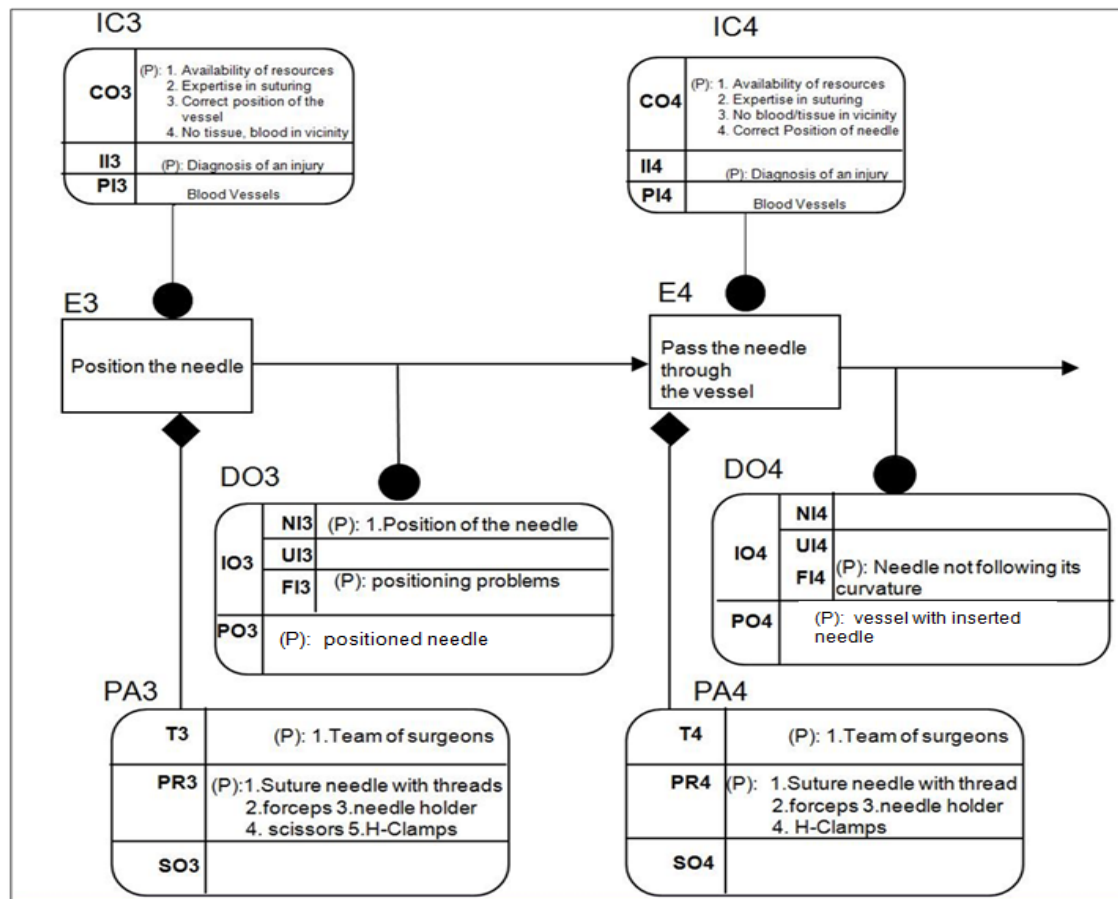 IC3
CO3
(P): 1. Availability of resources
2. Expertise in suturing
3. Correct position of the
vessel
4. No tissue, blood in vicinity
II3
(P): Diagnosis of an injury
PI3
Blood Vessels
IC4
CO4
(P): 1. Availability of resources
2. Expertise in suturing
3. No blood/tissue in vicinity
4. Correct Position of needle
II4
(P): Diagnosis of an injury
PI4
Blood Vessels
E3
Position the needle
E4
Pass the needle
through
the vessel
DO3
IO3
NI3
(P): 1.Position of the needle
UI3
FI3
(P): positioning problems
PO3
(P): positioned needle
DO4
IO4
NI4
UI4
FI4
(P): Needle not following its
curvature
PO4
(P): vessel with inserted
needle
PA3
T3
(P): 1.Team of surgeons
PR3
(P):1.Suture needle with threads
2.forceps 3.needle holder
4. scissors 5.H-Clamps
SO3
PA4
T4
(P): 1.Team of surgeons
PR4
(P): 1.Suture needle with thread
2.forceps 3.needle holder
4. H-Clamps
SO4